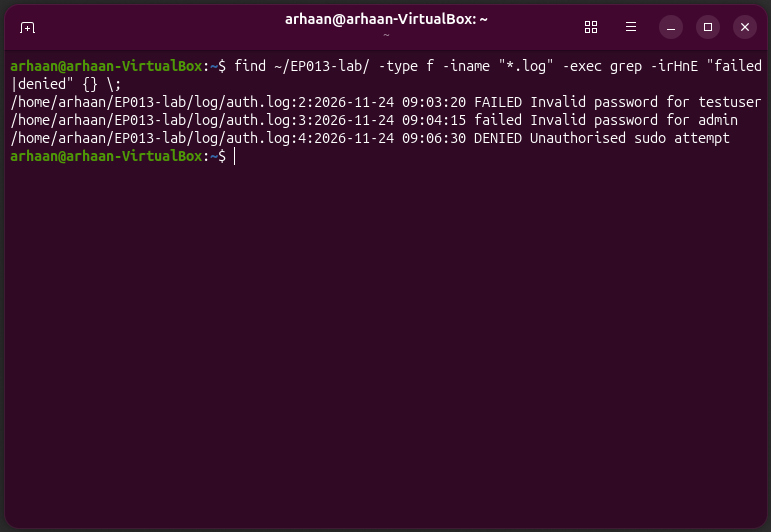 arhaan@arhaan-VirtualBox: ~
~
arhaan@arhaan-VirtualBox:~$ find ~/EP013-lab/ -type f -iname "*.log" -exec grep -irHnE "failed
|denied" {} \;
/home/arhaan/EP013-lab/log/auth.log:2:2026-11-24 09:03:20 FAILED Invalid password for testuser
/home/arhaan/EP013-lab/log/auth.log:3:2026-11-24 09:04:15 failed Invalid password for admin
/home/arhaan/EP013-lab/log/auth.log:4:2026-11-24 09:06:30 DENIED Unauthorised sudo attempt
arhaan@arhaan-VirtualBox:~$